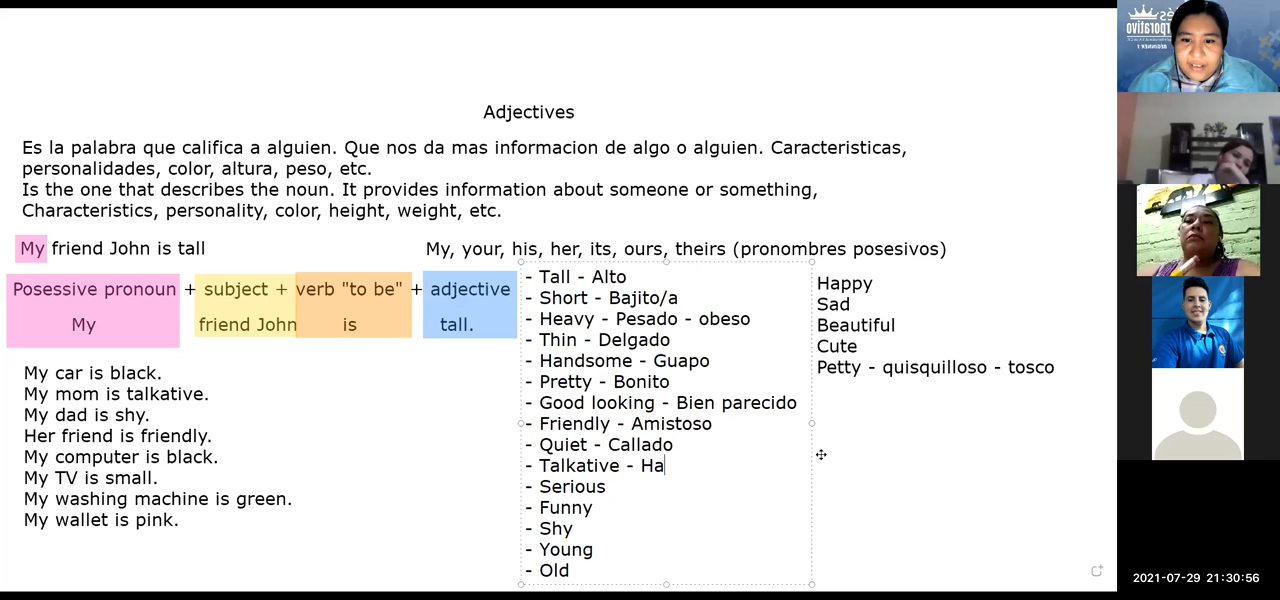 Adjectives
Es la palabra que califica a alguien. Que nos da mas informacion de algo o alguien. Caracteristicas,
personalidades, color, altura, peso, etc.
Is the one that describes the noun. It provides information about someone or something,
Characteristics, personality, color, height, weight, etc.
My friend John is tall
My, your, his, her, its, ours, theirs (pronombres posesivos)
Posessive pronoun + subject + verb "to be" + adjective
My friend John is tall.
My car is black.
My mom is talkative.
My dad is shy.
Her friend is friendly.
My computer is black.
My TV is small.
My washing machine is green.
My wallet is pink.
- Tall - Alto
- Short - Bajito/a
- Heavy - Pesado - obeso
- Thin - Delgado
- Handsome - Guapo
- Pretty - Bonito
- Good looking - Bien parecido
- Friendly - Amistoso
- Quiet - Callado
- Talkative - Ha
- Serious
- Funny
- Shy
- Young
- Old
Happy
Sad
Beautiful
Cute
Petty - quisquilloso - tosco
2021-07-29 21:30:56